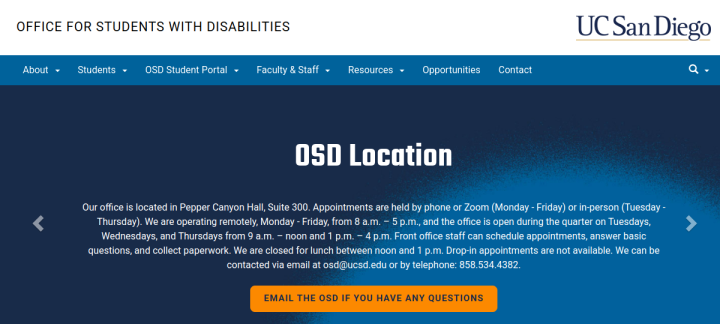 OFFICE FOR STUDENTS WITH DISABILITIES
UC San Diego
About Students OSD Student Portal Faculty & Staff Resources Opportunities Contact
OSD Location
Our office is located in Pepper Canyon Hall, Suite 300. Appointments are held by phone or Zoom (Monday - Friday) or in-person (Tuesday -
Thursday). We are operating remotely, Monday - Friday, from 8 a.m. – 5 p.m., and the office is open during the quarter on Tuesdays,
Wednesdays, and Thursdays from 9 a.m. – noon and 1 p.m. – 4 p.m. Front office staff can schedule appointments, answer basic
questions, and collect paperwork. We are closed for lunch between noon and 1 p.m. Drop-in appointments are not available. We can be
contacted via email at osd@ucsd.edu or by telephone: 858.534.4382.
EMAIL THE OSD IF YOU HAVE ANY QUESTIONS